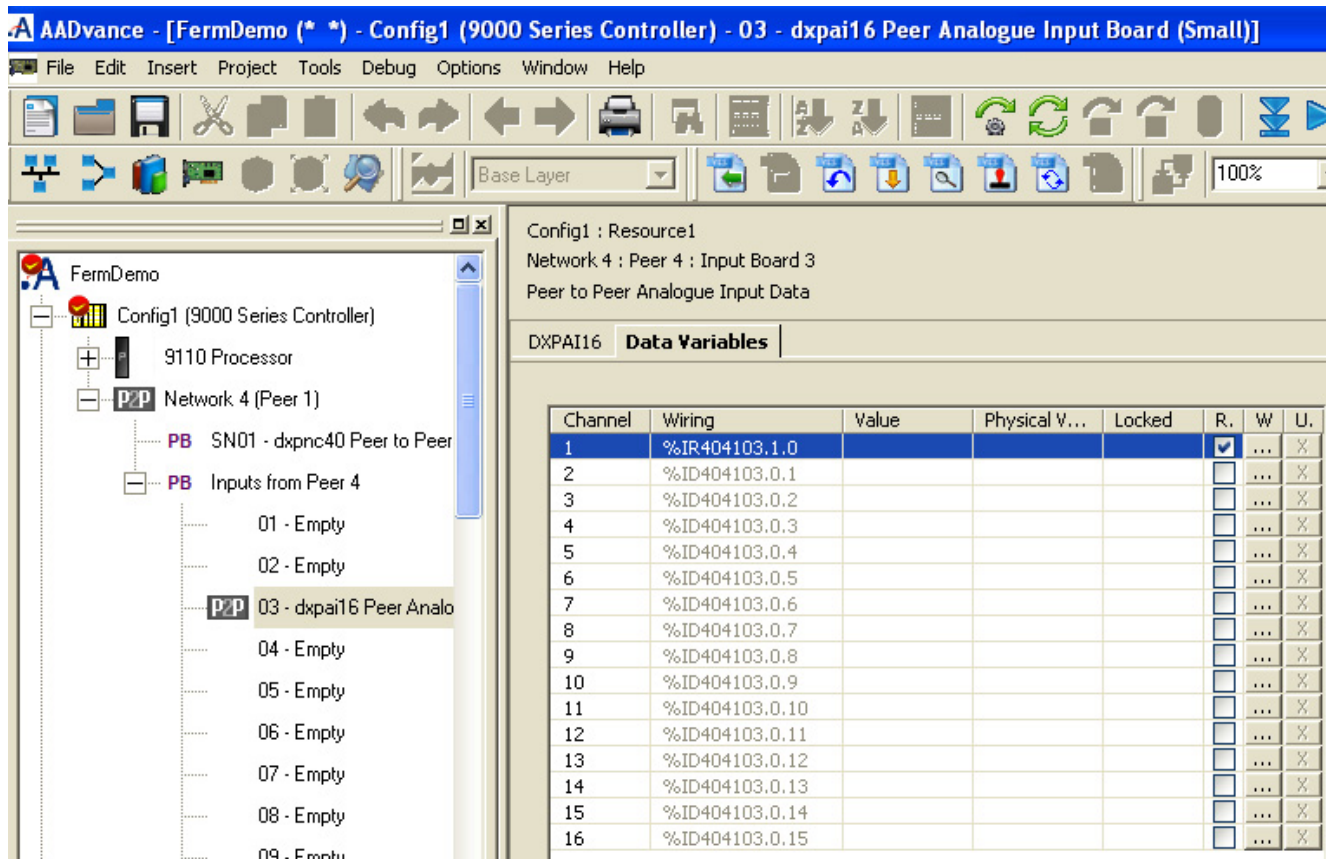 AADvance - [FermDemo (* *) - Config1 (9000 Series Controller) - 03 - dxpai16 Peer Analogue Input Board (Small)]
File Edit Insert Project Tools Debug Options Window Help
Base Layer 100%
FermDemo
Config1 (9000 Series Controller)
9110 Processor
P2P Network 4 (Peer 1)
PB SN01 - dxpnc40 Peer to Peer
PB Inputs from Peer 4
01 - Empty
02 - Empty
P2P 03 - dxpai16 Peer Analo
04 - Empty
05 - Empty
06 - Empty
07 - Empty
08 - Empty
09 - Empty
Config1 : Resource1
Network 4 : Peer 4 : Input Board 3
Peer to Peer Analogue Input Data
DXPAI16 Data Variables
Channel Wiring Value Physical V... Locked R. W U.
1 %IR404103.1.0 ... X
2 %ID404103.0.1 ... X
3 %ID404103.0.2 ... X
4 %ID404103.0.3 ... X
5 %ID404103.0.4 ... X
6 %ID404103.0.5 ... X
7 %ID404103.0.6 ... X
8 %ID404103.0.7 ... X
9 %ID404103.0.8 ... X
10 %ID404103.0.9 ... X
11 %ID404103.0.10 ... X
12 %ID404103.0.11 ... X
13 %ID404103.0.12 ... X
14 %ID404103.0.13 ... X
15 %ID404103.0.14 ... X
16 %ID404103.0.15 ... X